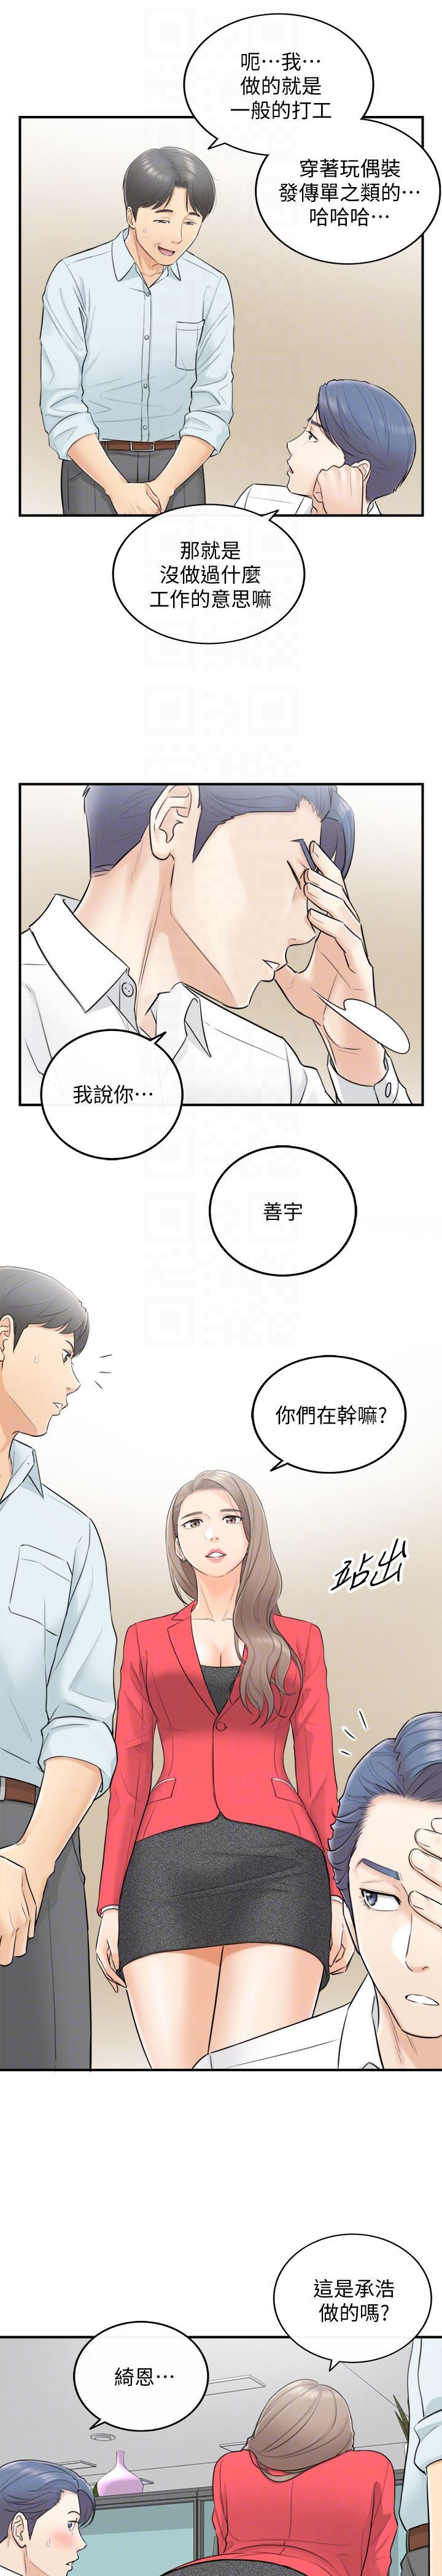 呃⋯我⋯
做的就是
一般的打工
穿著玩偶裝
發傳單之類的⋯
哈哈哈⋯
那就是
沒做過什麼
工作的意思嘛
我說你⋯
善宇
你們在幹嘛?
站出
這是承浩
做的嗎?
綺恩⋯